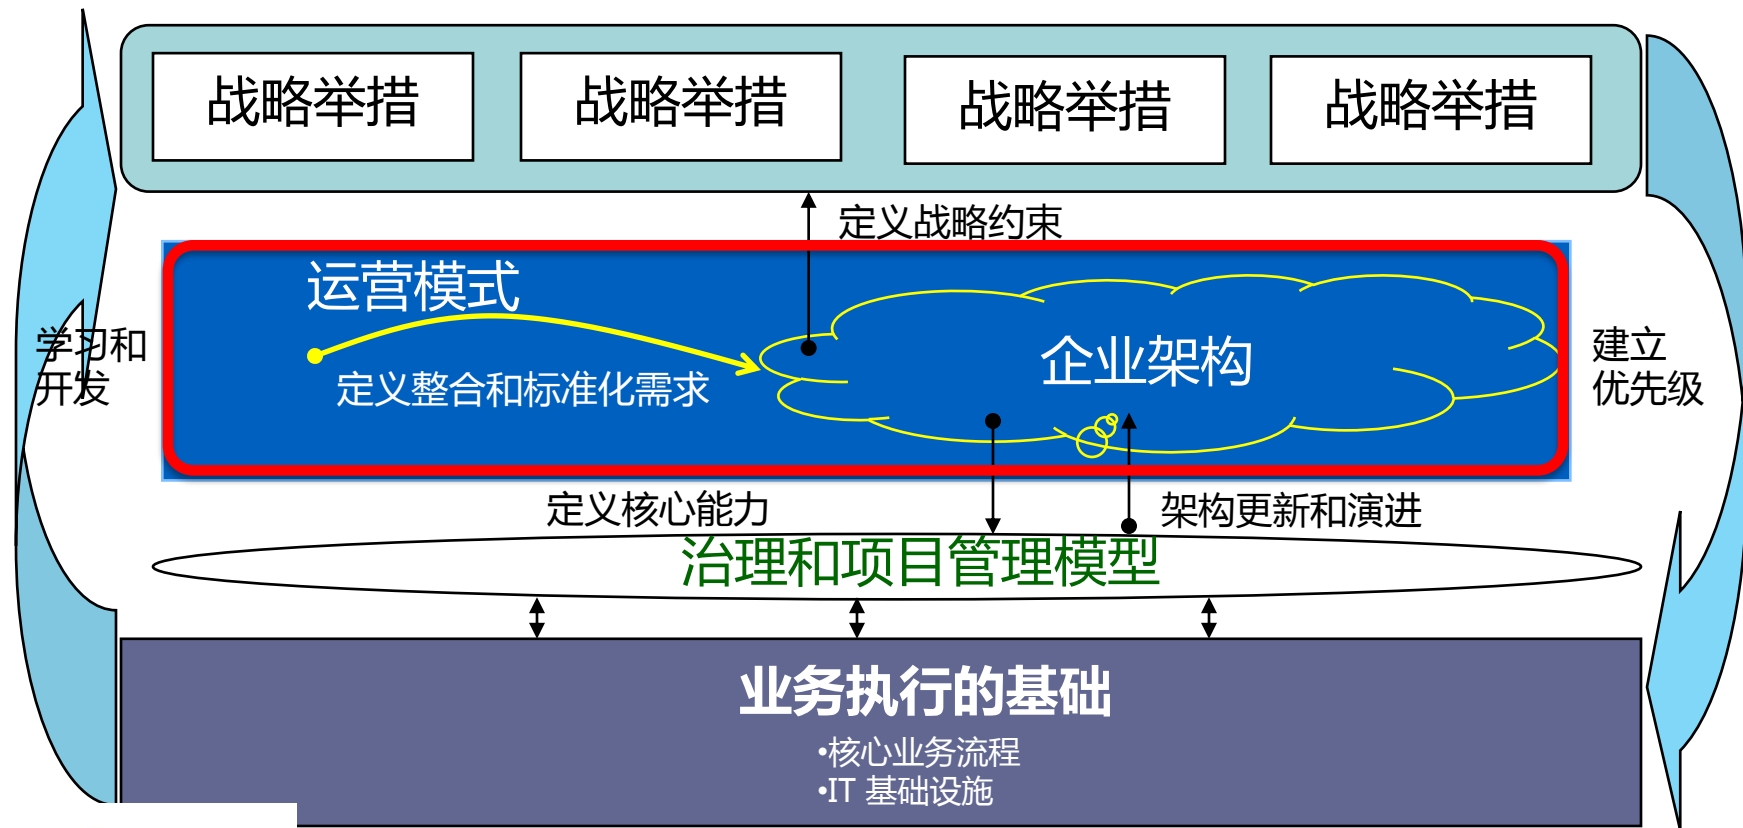 战略举措
战略举措
战略举措
战略举措
定义战略约束
运营模式
企业架构
定义整合和标准化需求
学习和
开发
建立
优先级
定义核心能力
架构更新和演进
治理和项目管理模型
业务执行的基础
•核心业务流程
•IT 基础设施